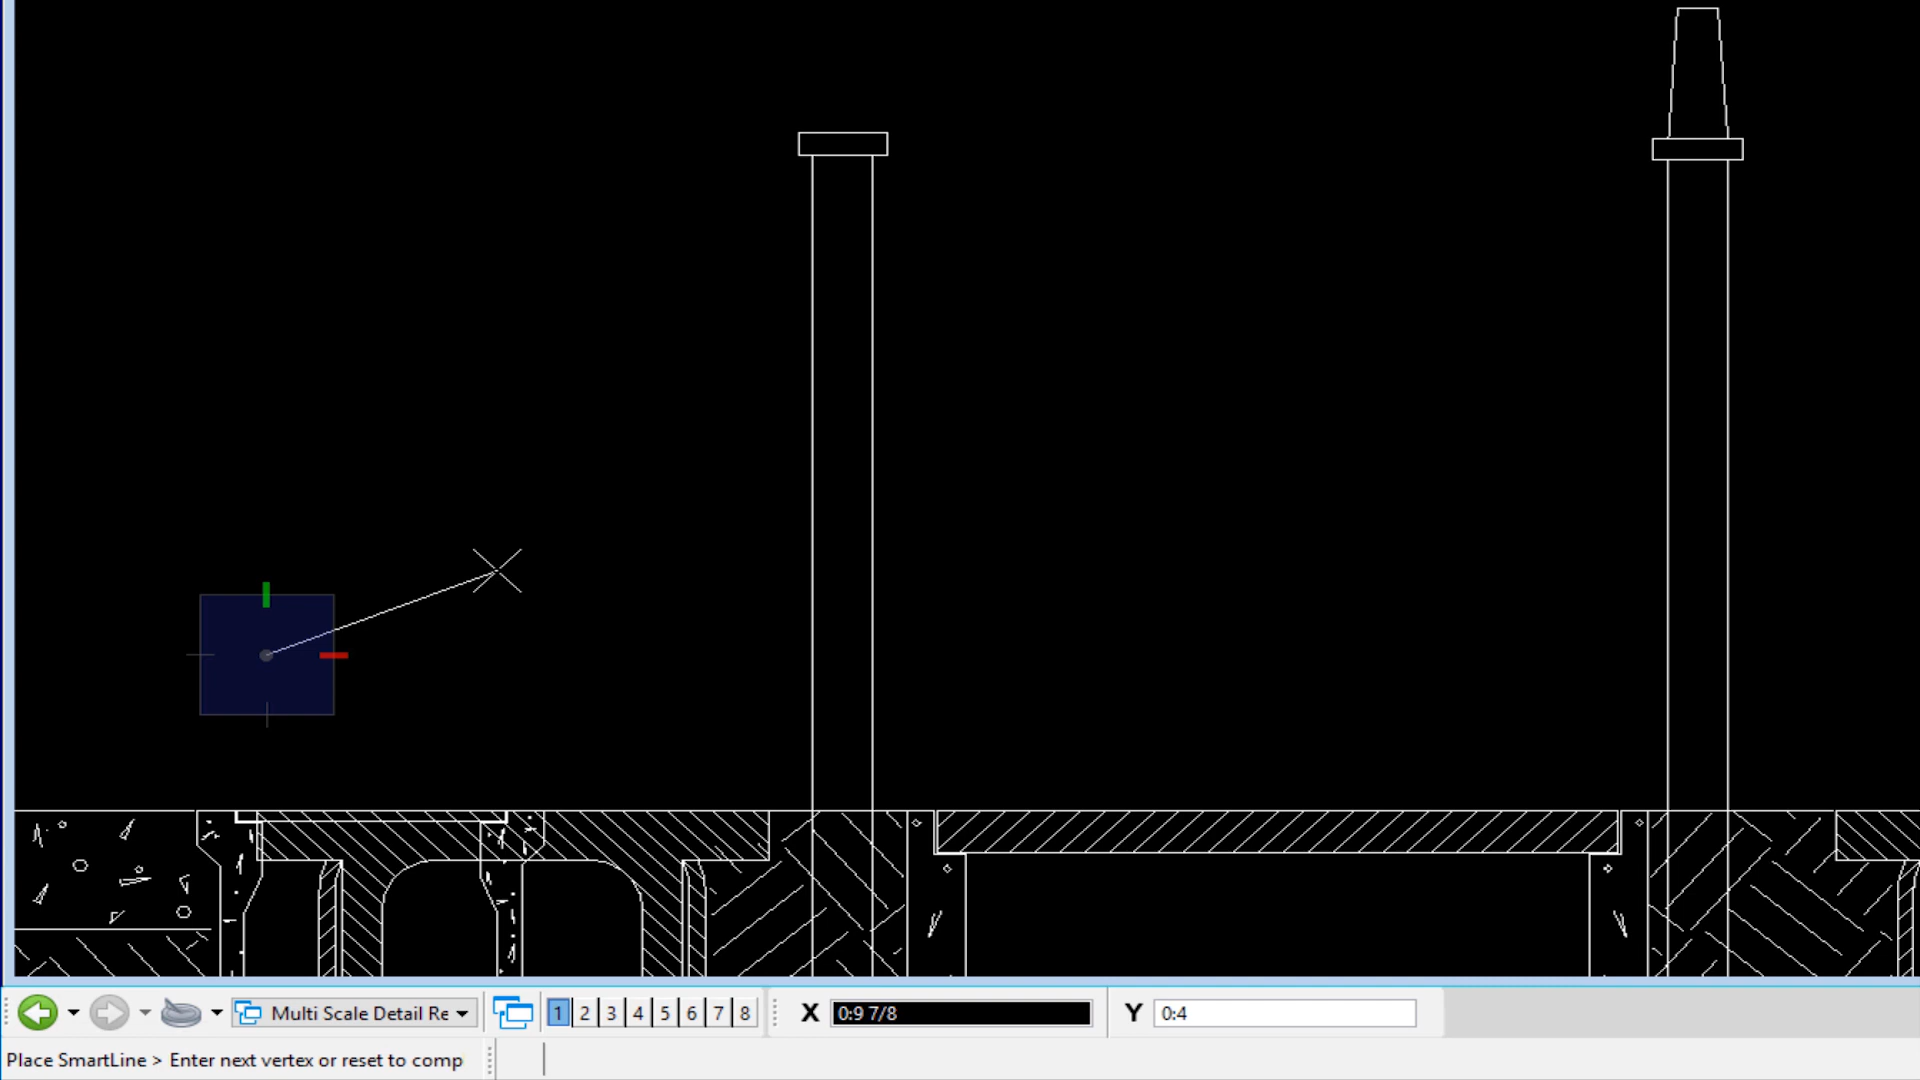 Multi Scale Detail Re 1 2 3 4 5 6 7 8 X 0:9 7/8 Y 0:4
Place SmartLine > Enter next vertex or reset to comp